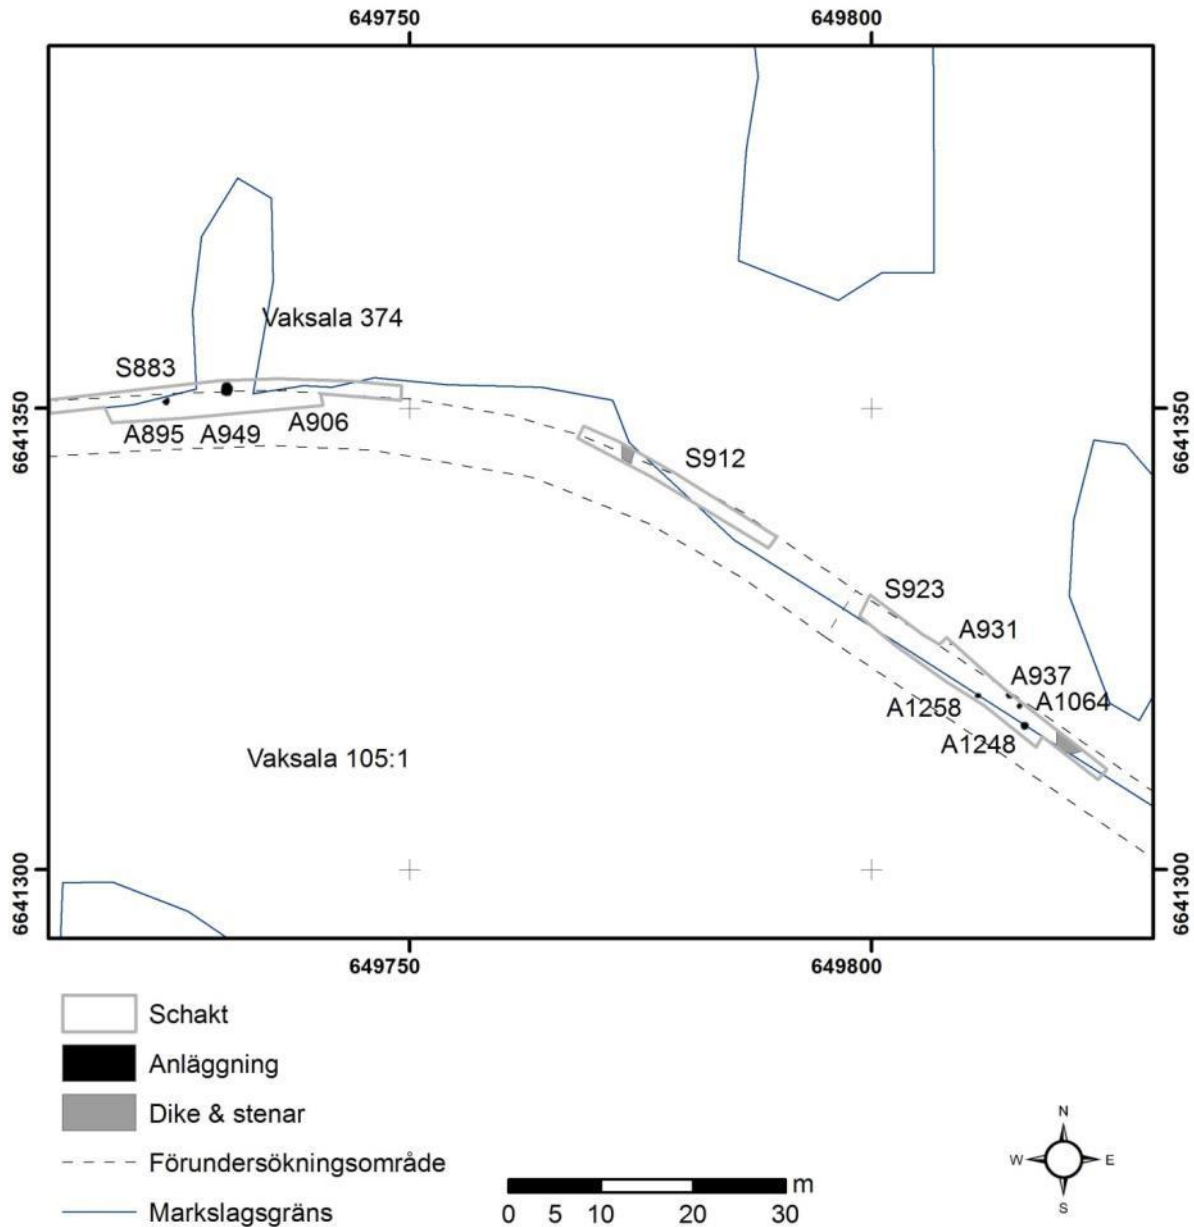 649750
649800
Vaksala 374
S883
6641350
6641350
A895
A949
A906
S912
S923
A931
A937
A1258
A1064
A1248
Vaksala 105:1
6641300
6641300
649750
649800
Schakt
Anläggning
Dike & stenar
Förundersökningsområde
Markslagsgräns
m
0 5 10 20 30
N
W E
S